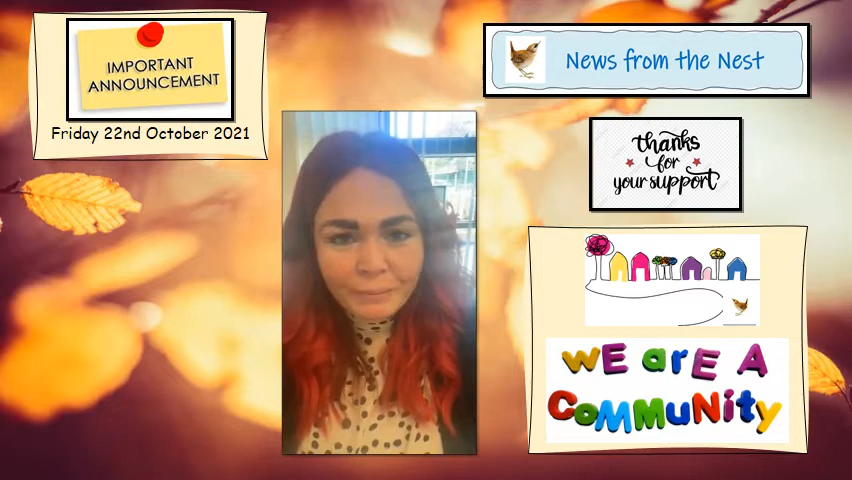 IMPORTANT
ANNOUNCEMENT
Friday 22nd October 2021
News from the Nest
thanks
for
your support
wE arE A
CoMMuNity